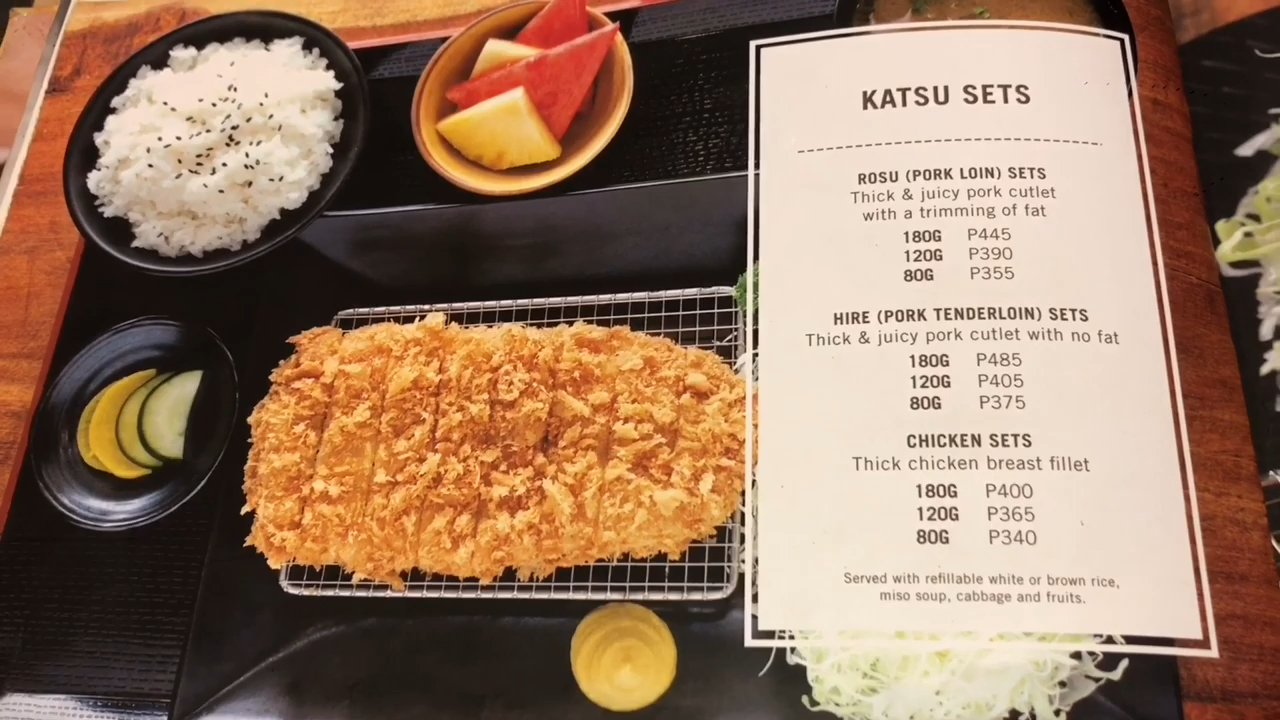 KATSU SETS
ROSU (PORK LOIN) SETS
Thick & juicy pork cutlet
with a trimming of fat
180G P445
120G P390
80G P355
HIRE (PORK TENDERLOIN) SETS
Thick & juicy pork cutlet with no fat
180G P485
120G P405
80G P375
CHICKEN SETS
Thick chicken breast fillet
180G P400
120G P365
80G P340
Served with refillable white or brown rice,
miso soup, cabbage and fruits.